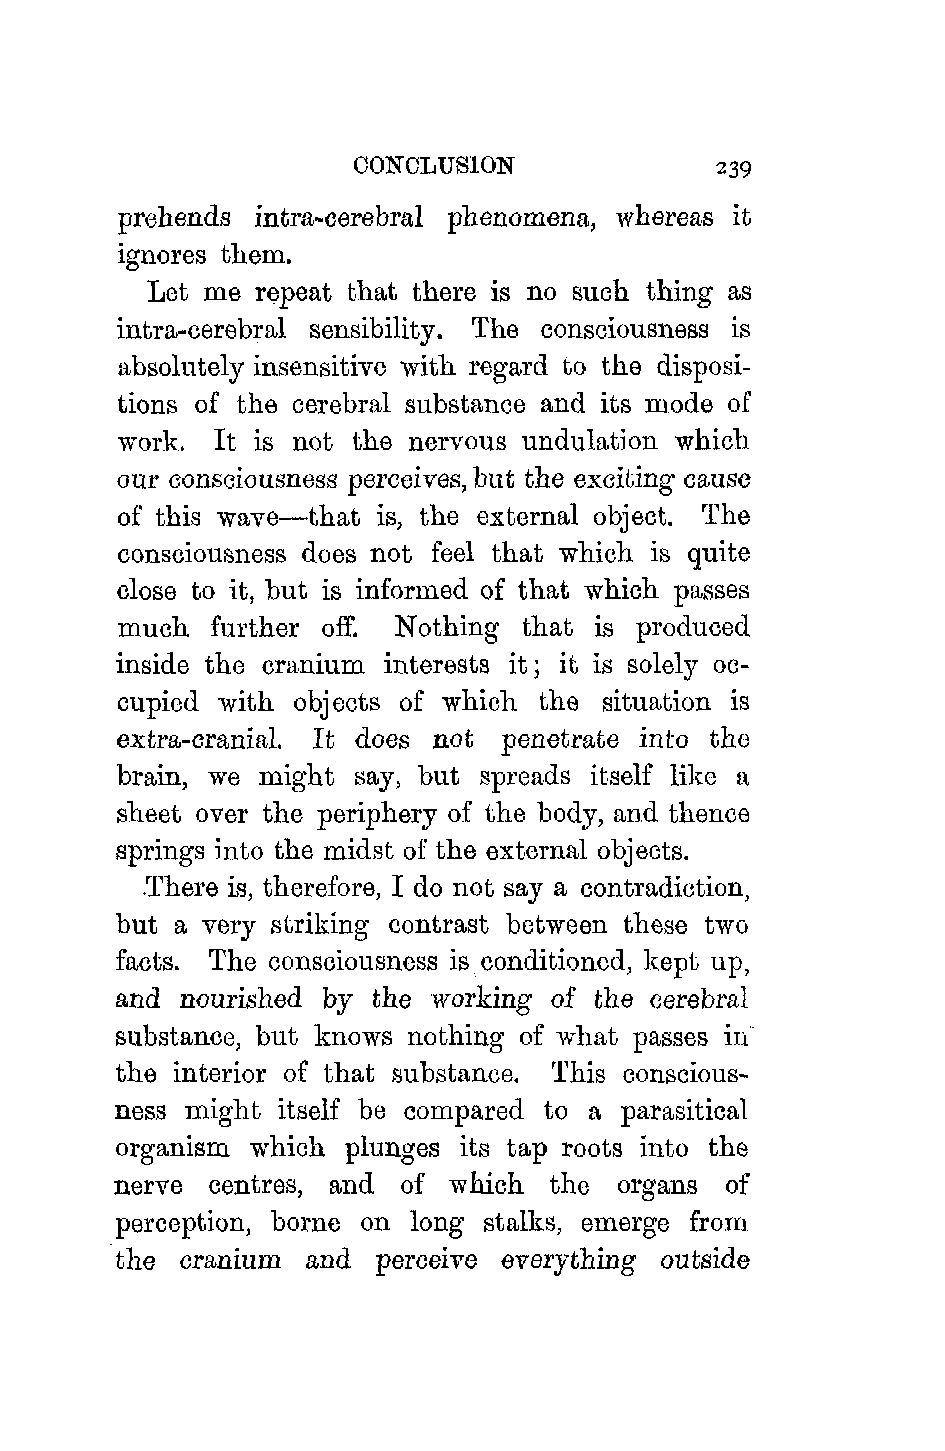 CONCLUSION 239
prehends intra-cerebral phenomena, whereas it
ignores them.
Let me repeat that there is no such thing as
intra-cerebral sensibility. The consciousness is
absolutely insensitive with regard to the disposi-
tions of the cerebral substance and its mode of
work. It is not the nervous undulation which
our consciousness perceives, but the exciting cause
of this wave—that is, the external object. The
consciousness does not feel that which is quite
close to it, but is informed of that which passes
much further off. Nothing that is produced
inside the cranium interests it; it is solely oc-
cupied with objects of which the situation is
extra-cranial. It does not penetrate into the
brain, we might say, but spreads itself like a
sheet over the periphery of the body, and thence
springs into the midst of the external objects.
There is, therefore, I do not say a contradiction,
but a very striking contrast between these two
facts. The consciousness is conditioned, kept up,
and nourished by the working of the cerebral
substance, but knows nothing of what passes in
the interior of that substance. This conscious-
ness might itself be compared to a parasitical
organism which plunges its tap roots into the
nerve centres, and of which the organs of
perception, borne on long stalks, emerge from
the cranium and perceive everything outside